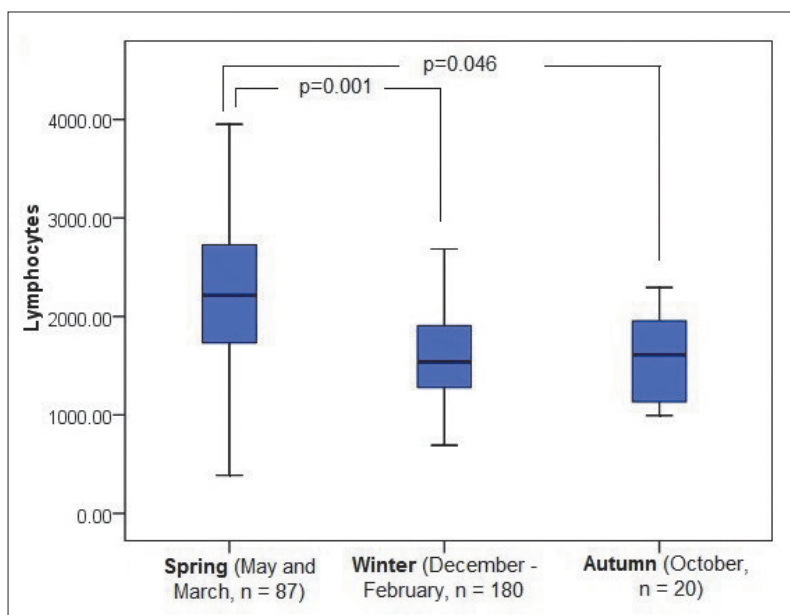 p=0.046
p=0.001
4000.00
3000.00
2000.00
1000.00
0.00
Lymphocytes
Spring (May and
March, n = 87)
Winter (December -
February, n = 180
Autumn (October,
n = 20)